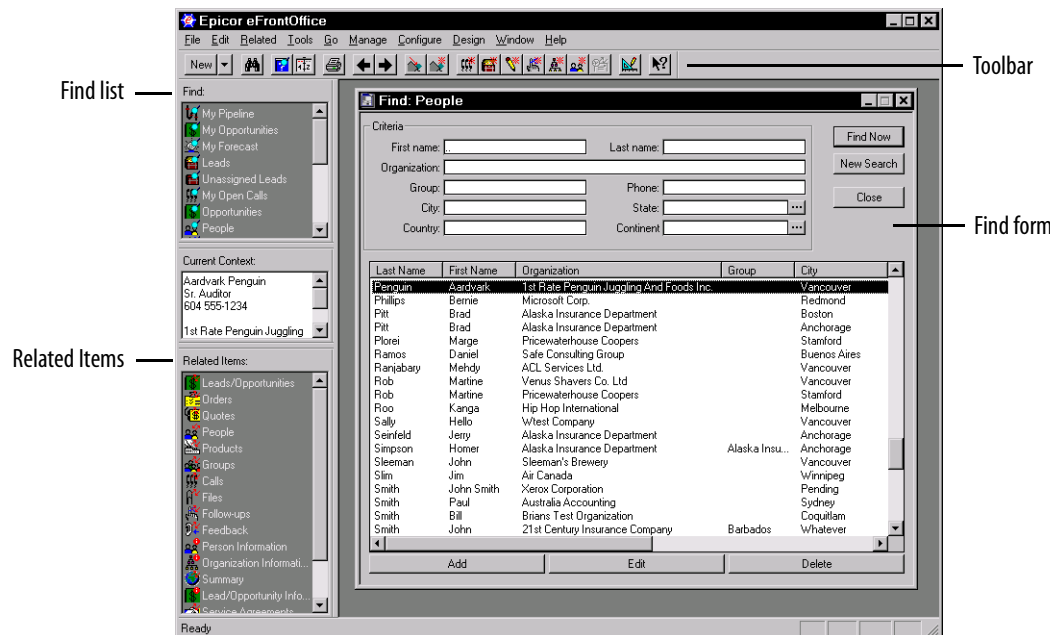 Epicor eFrontOffice
File Edit Related Tools Go Manage Configure Design Window Help
New
Toolbar
Find list
Find:
My Pipeline
My Opportunities
My Forecast
Leads
Unassigned Leads
My Open Calls
Opportunities
People
Find: People
Criteria
First name: ..
Last name:
Organization:
Group:
Phone:
City:
State:
Country:
Continent
Find Now
New Search
Close
Find form
Current Context:
Aardvark Penguin
Sr. Auditor
604 555-1234
1st Rate Penguin Juggling
Related Items
Related Items:
Leads/Opportunities
Orders
Quotes
People
Products
Groups
Calls
Files
Follow-ups
Feedback
Person Information
Organization Informati...
Summary
Lead/Opportunity Info...
Service Agreements
Last Name First Name Organization Group City
Penguin Aardvark 1st Rate Penguin Juggling And Foods Inc. Vancouver
Phillips Bernie Microsoft Corp. Redmond
Pitt Brad Alaska Insurance Department Boston
Pitt Brad Alaska Insurance Department Anchorage
Plorei Marge Pricewaterhouse Coopers Stamford
Ramos Daniel Safe Consulting Group Buenos Aires
Ranjabary Mehdy ACL Services Ltd. Vancouver
Rob Martine Venus Shavers Co. Ltd Vancouver
Rob Martine Pricewaterhouse Coopers Stamford
Roo Kanga Hip Hop International Melbourne
Sally Hello Wtest Company Vancouver
Seinfeld Jerry Alaska Insurance Department Anchorage
Simpson Homer Alaska Insurance Department Alaska Insu... Anchorage
Sleeman John Sleeman's Brewery Vancouver
Slim Jim Air Canada Winnipeg
Smith John Smith Xerox Corporation Pending
Smith Paul Australia Accounting Sydney
Smith Bill Brians Test Organization Coquitlam
Smith John 21st Century Insurance Company Barbados Whatever
Add Edit Delete
Ready